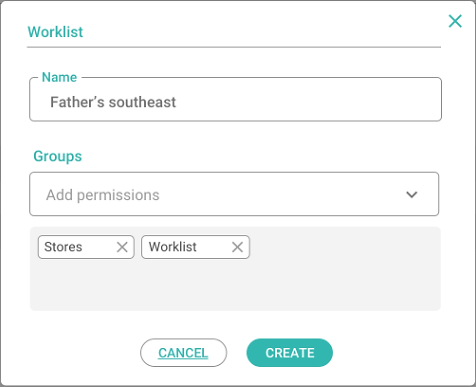 Worklist
Name
Father's southeast
Groups
Add permissions
Stores
Worklist
CANCEL
CREATE